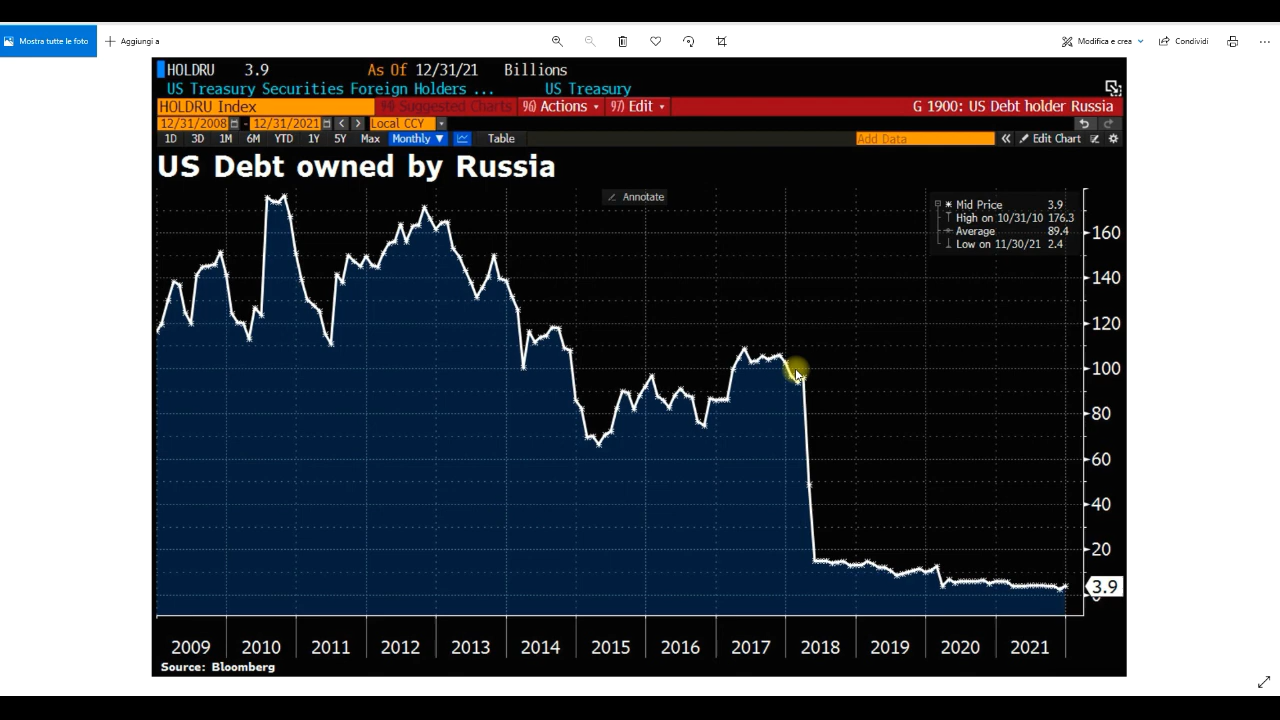 Mostra tutte le foto Aggiungi a Modifica e crea Condividi
HOLDRU 3.9 As Of 12/31/21 Billions
US Treasury Securities Foreign Holders ... US Treasury
HOLDRU Index 96) Suggested Charts 96) Actions 97) Edit G 1900: US Debt holder Russia
12/31/2008 - 12/31/2021 Local CCY
1D 3D 1M 6M YTD 1Y 5Y Max Monthly ▼ Table Add Data « Edit Chart
US Debt owned by Russia
Annotate
Mid Price 3.9
High on 10/31/10 176.3
Average 89.4
Low on 11/30/21 2.4
160
140
120
100
80
60
40
20
3.9
0
2009 2010 2011 2012 2013 2014 2015 2016 2017 2018 2019 2020 2021
Source: Bloomberg